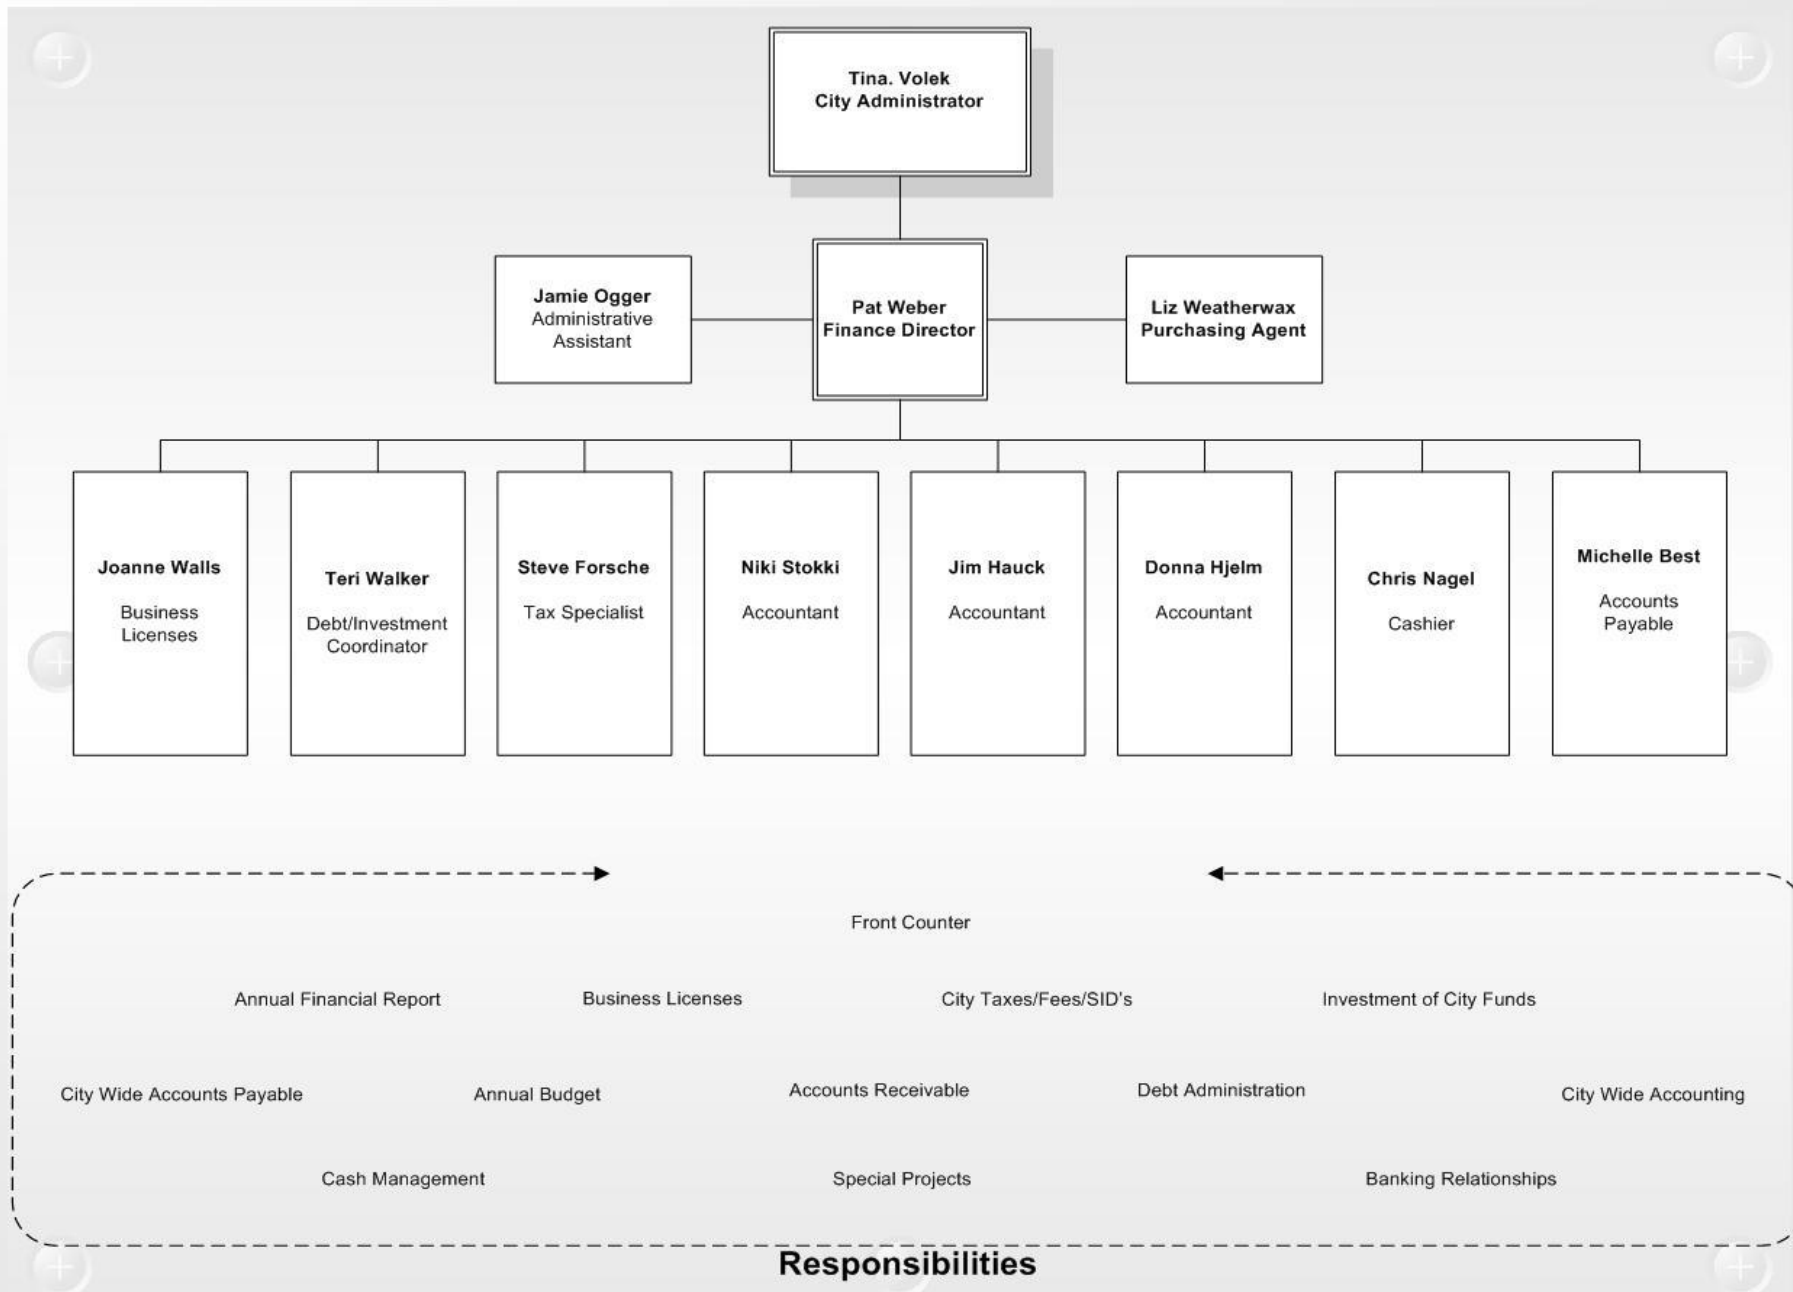 Tina. Volek
City Administrator
Jamie Ogger
Administrative
Assistant
Pat Weber
Finance Director
Liz Weatherwax
Purchasing Agent
Joanne Walls
Business
Licenses
Teri Walker
Debt/Investment
Coordinator
Steve Forsche
Tax Specialist
Niki Stokki
Accountant
Jim Hauck
Accountant
Donna Hjelm
Accountant
Chris Nagel
Cashier
Michelle Best
Accounts
Payable
Front Counter
Annual Financial Report
Business Licenses
City Taxes/Fees/SID's
Investment of City Funds
City Wide Accounts Payable
Annual Budget
Accounts Receivable
Debt Administration
City Wide Accounting
Cash Management
Special Projects
Banking Relationships
Responsibilities